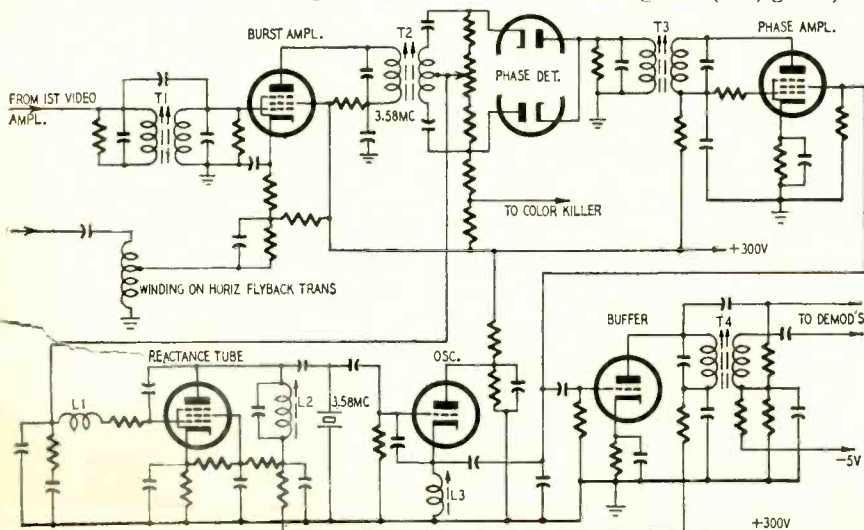 BURST AMPL.
T2
PHASE DET.
T3
PHASE AMPL.
FROM 1ST VIDEO
AMPL.
T1
3.58MC
TO COLOR KILLER
+300V
WINDING ON HORIZ FLYBACK TRANS
REACTANCE TUBE
OSC.
BUFFER
T4
TO DEMOD'S
L1
L2
3.58MC
L3
-5V
+300V